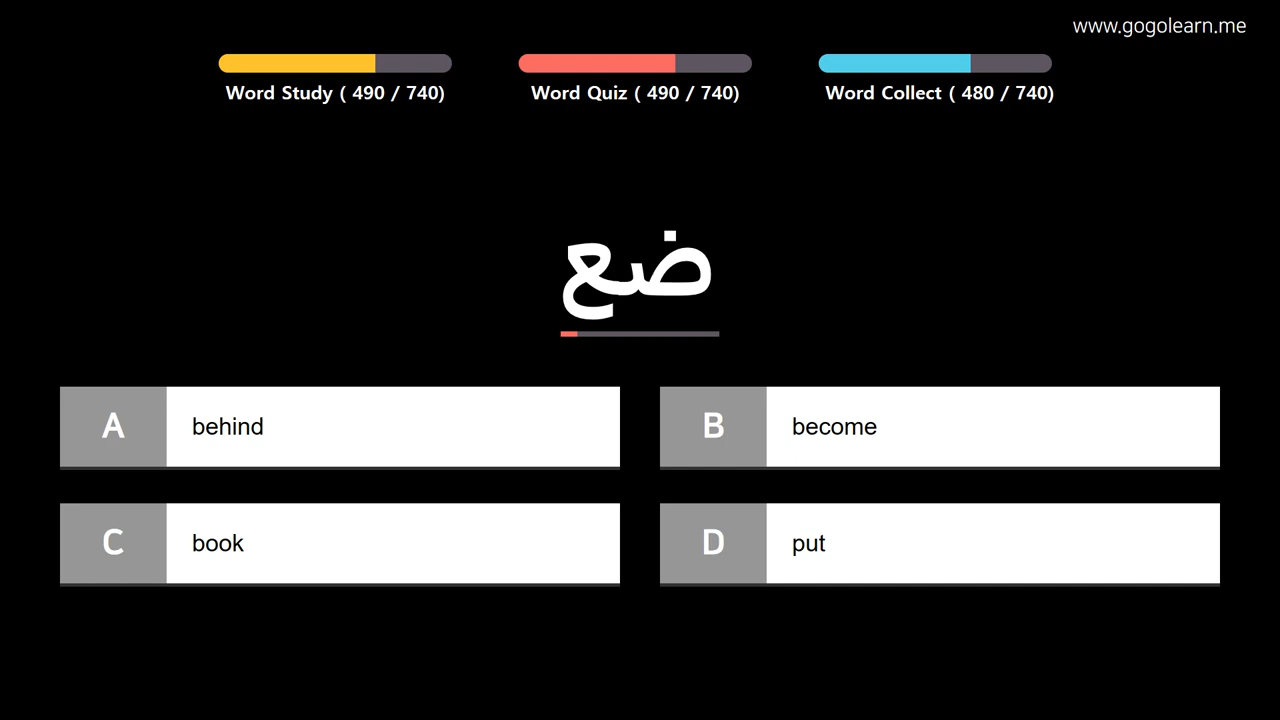 www.gogolearn.me
Word Study ( 490 / 740)
Word Quiz ( 490 / 740)
Word Collect ( 480 / 740)
ضع
A behind
B become
C book
D put